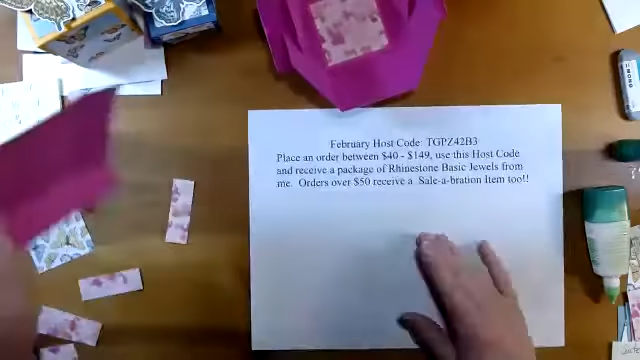 February Host Code: TGPZ42B3
Place an order between $40 - $149, use this Host Code
and receive a package of Rhinestone Basic Jewels from
me. Orders over $50 receive a Sale-a-bration Item too!!